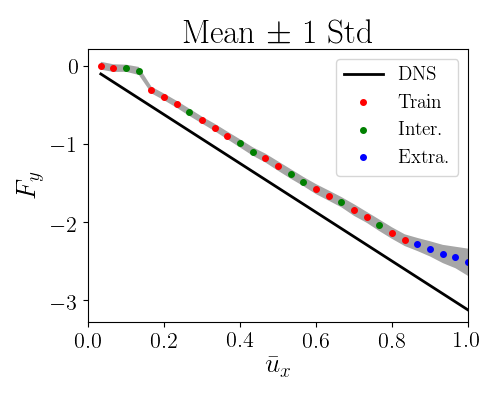 Mean ± 1 Std
DNS
Train
Inter.
Extra.
0
−1
−2
−3
F_y
0.0 0.2 0.4 0.6 0.8 1.0
ū_x